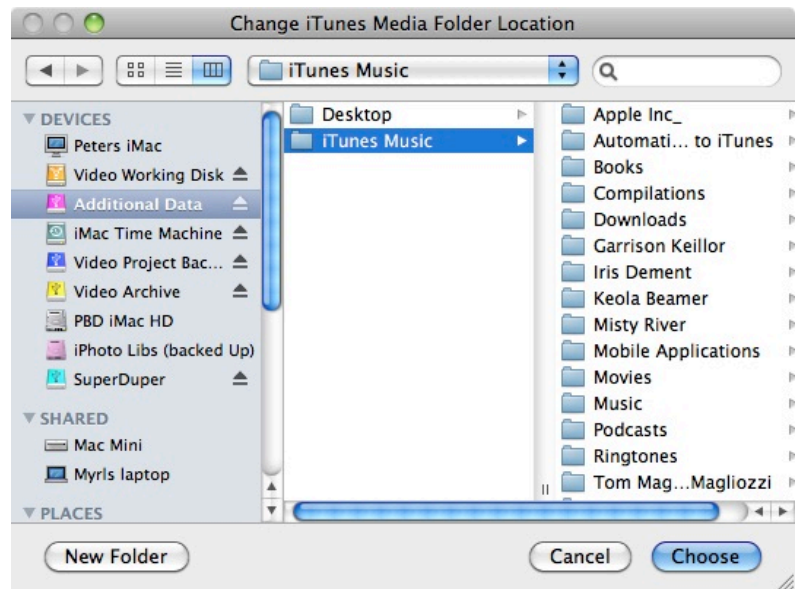 Change iTunes Media Folder Location
iTunes Music
DEVICES
Peters iMac
Video Working Disk
Additional Data
iMac Time Machine
Video Project Bac...
Video Archive
PBD iMac HD
iPhoto Libs (backed Up)
SuperDuper
SHARED
Mac Mini
Myrls laptop
PLACES
Desktop
iTunes Music
Apple Inc_
Automati... to iTunes
Books
Compilations
Downloads
Garrison Keillor
Iris Dement
Keola Beamer
Misty River
Mobile Applications
Movies
Music
Podcasts
Ringtones
Tom Mag...Magliozzi
New Folder
Cancel
Choose